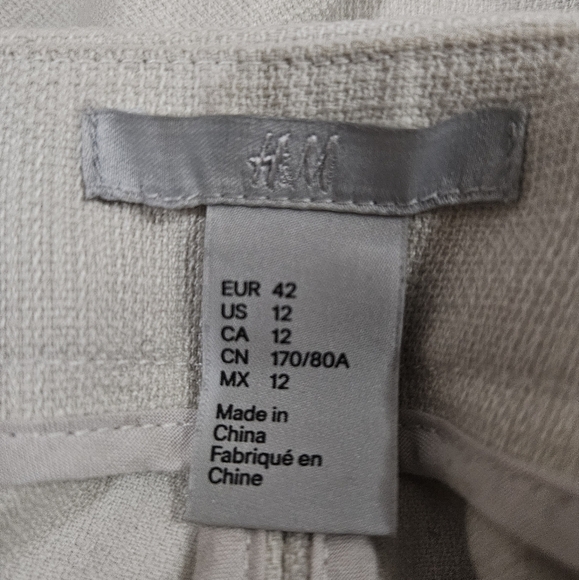 H&M
EUR 42
US 12
CA 12
CN 170/80A
MX 12
Made in
China
Fabriqué en
Chine